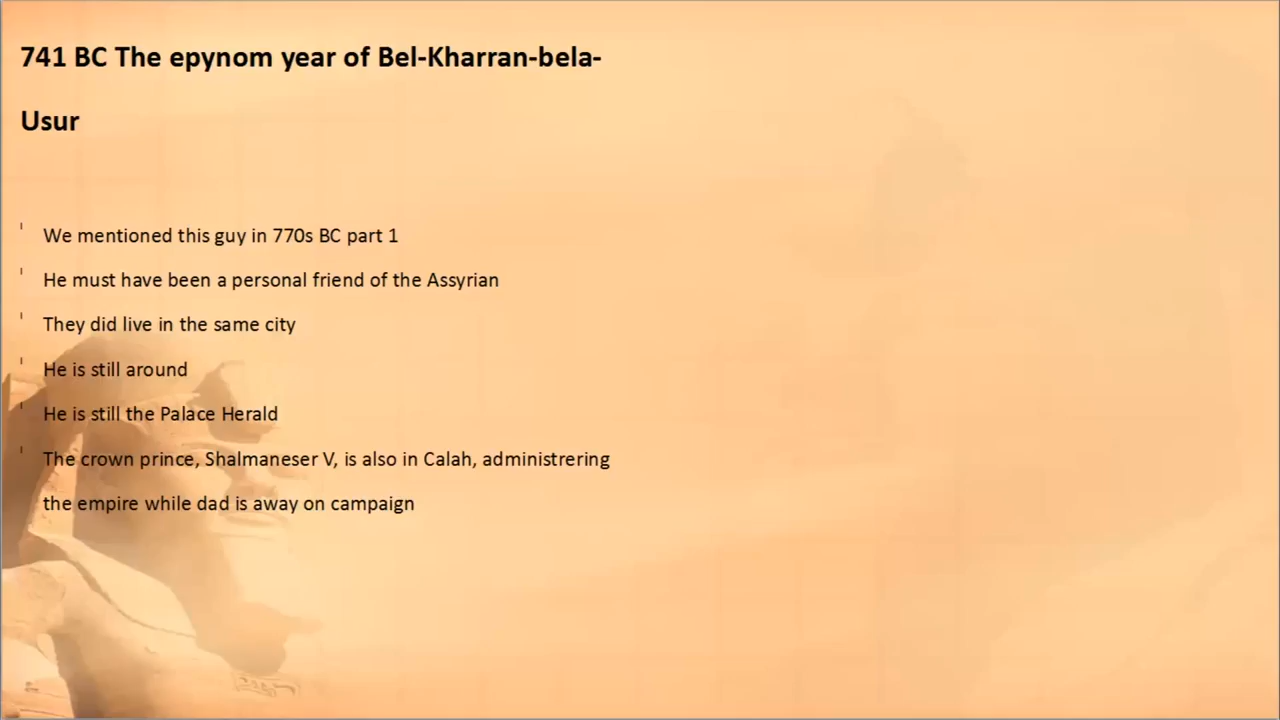 741 BC The epynom year of Bel-Kharran-bela-
Usur
We mentioned this guy in 770s BC part 1
He must have been a personal friend of the Assyrian
They did live in the same city
He is still around
He is still the Palace Herald
The crown prince, Shalmaneser V, is also in Calah, administrering
the empire while dad is away on campaign